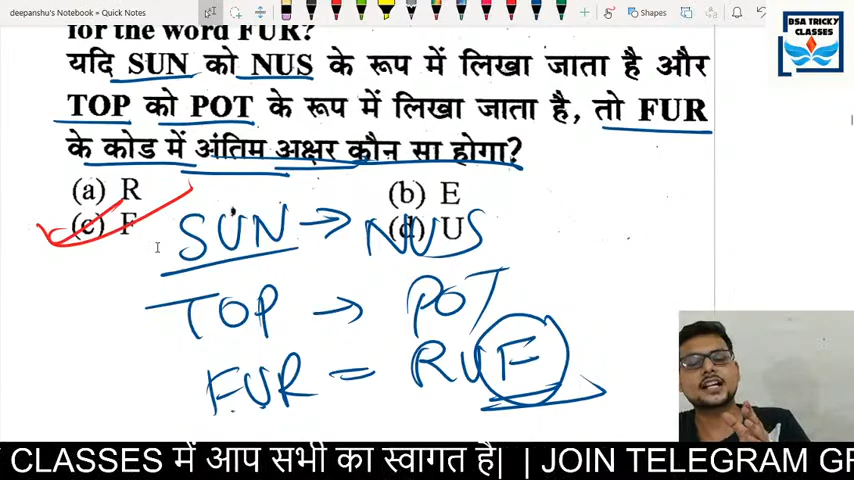 deepanshu's Notebook » Quick Notes
Shapes
BSA TRICKY
CLASSES
for the word FUR?
यदि SUN को NUS के रूप में लिखा जाता है और
TOP को POT के रूप में लिखा जाता है, तो FUR
के कोड में अंतिम अक्षर कौन सा होगा?
(a) R
(b) E
(c) F
(d) U
SUN → NUS
TOP → POT
FUR = RUF
CLASSES में आप सभी का स्वागत है| | JOIN TELEGRAM GR